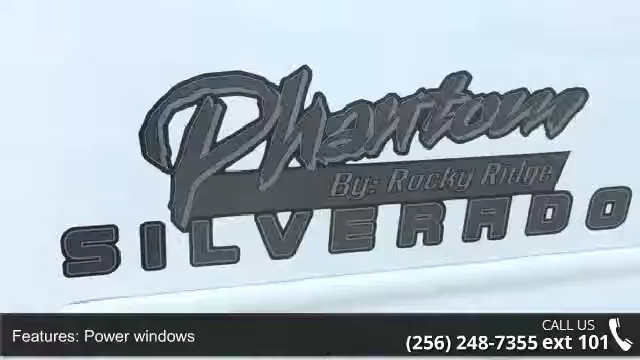 Phantom
By: Rocky Ridge
SILVERADO
Features: Power windows
CALL US
(256) 248-7355 ext 101